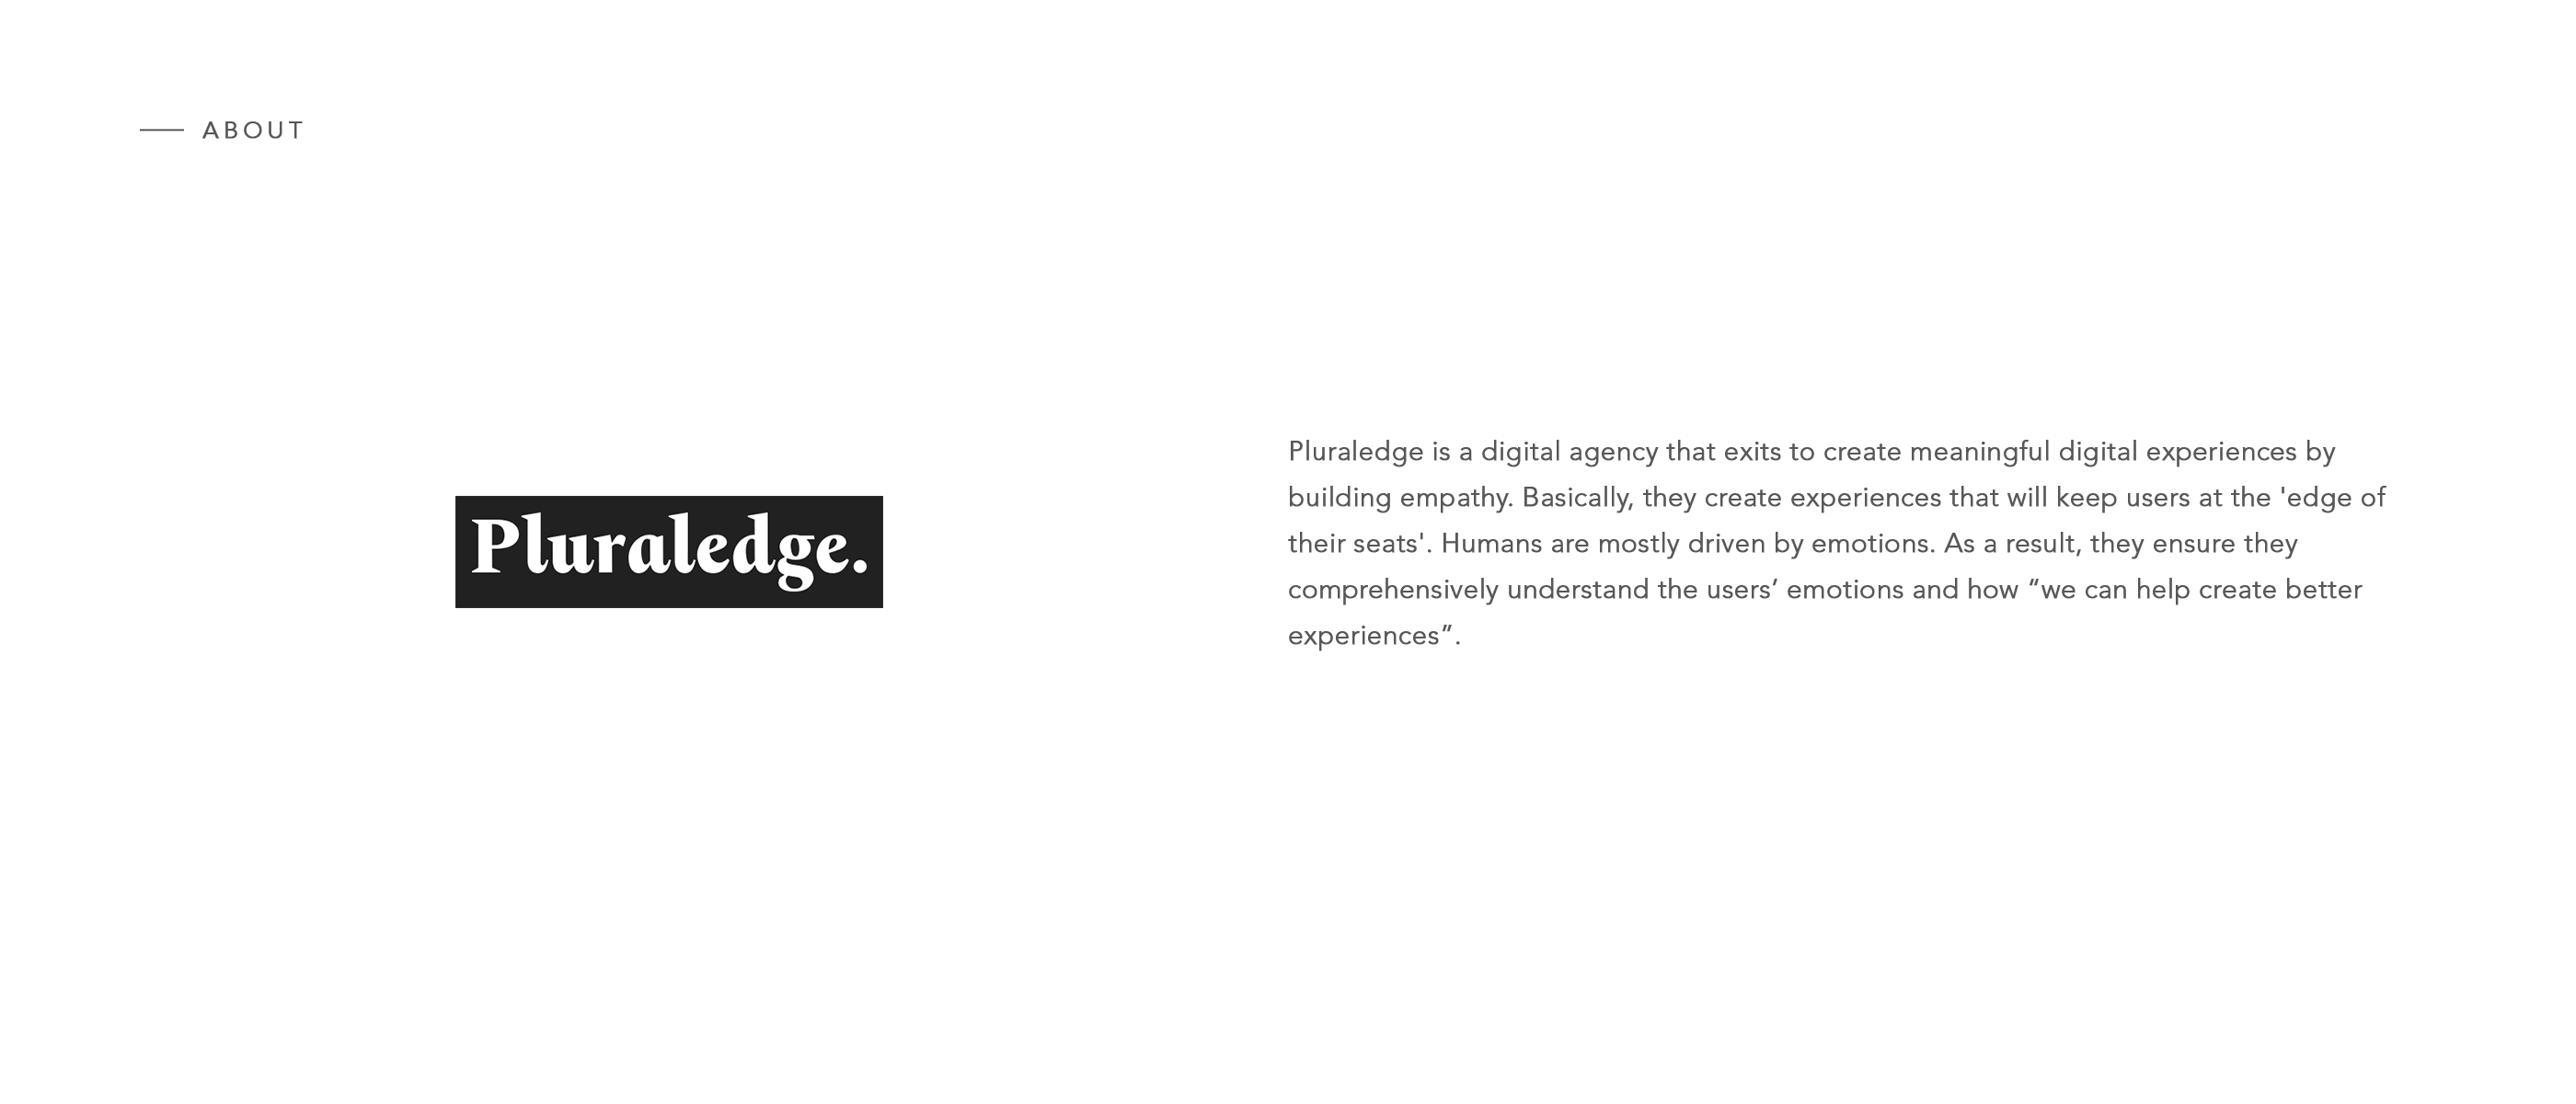 ABOUT
Pluraledge.
Pluraledge is a digital agency that exits to create meaningful digital experiences by
building empathy. Basically, they create experiences that will keep users at the 'edge of
their seats'. Humans are mostly driven by emotions. As a result, they ensure they
comprehensively understand the users’ emotions and how “we can help create better
experiences”.